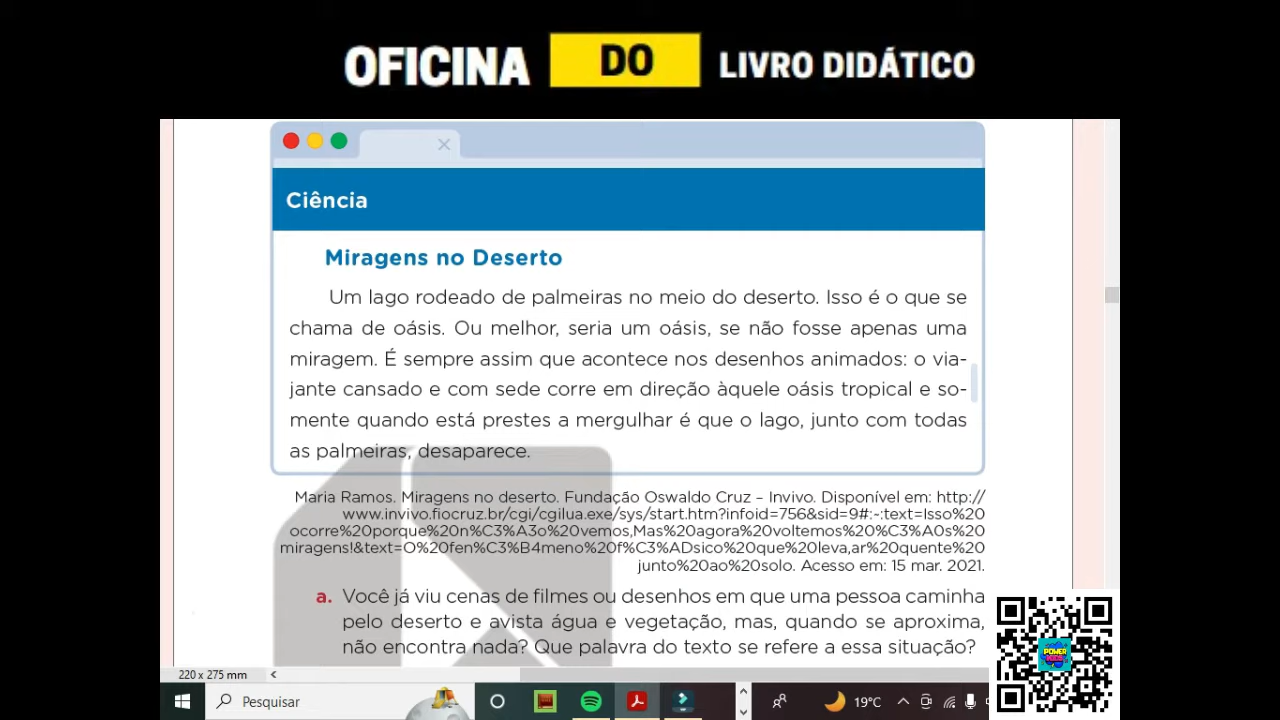 OFICINA DO LIVRO DIDÁTICO
Ciência
Miragens no Deserto
Um lago rodeado de palmeiras no meio do deserto. Isso é o que se
chama de oásis. Ou melhor, seria um oásis, se não fosse apenas uma
miragem. É sempre assim que acontece nos desenhos animados: o via-
jante cansado e com sede corre em direção àquele oásis tropical e so-
mente quando está prestes a mergulhar é que o lago, junto com todas
as palmeiras, desaparece.
Maria Ramos. Miragens no deserto. Fundação Oswaldo Cruz – Invivo. Disponível em: http://
www.invivo.fiocruz.br/cgi/cgilua.exe/sys/start.htm?infoid=756&sid=9#:~:text=Isso%20
ocorre%20porque%20n%C3%A3o%20vemos,Mas%20agora%20voltemos%20%C3%A0s%20
miragens!&text=O%20fen%C3%B4meno%20f%C3%ADsico%20que%20leva,ar%20quente%20
junto%20ao%20solo. Acesso em: 15 mar. 2021.
a. Você já viu cenas de filmes ou desenhos em que uma pessoa caminha
pelo deserto e avista água e vegetação, mas, quando se aproxima,
não encontra nada? Que palavra do texto se refere a essa situação?
220 x 275 mm
Pesquisar
19°C
POWER